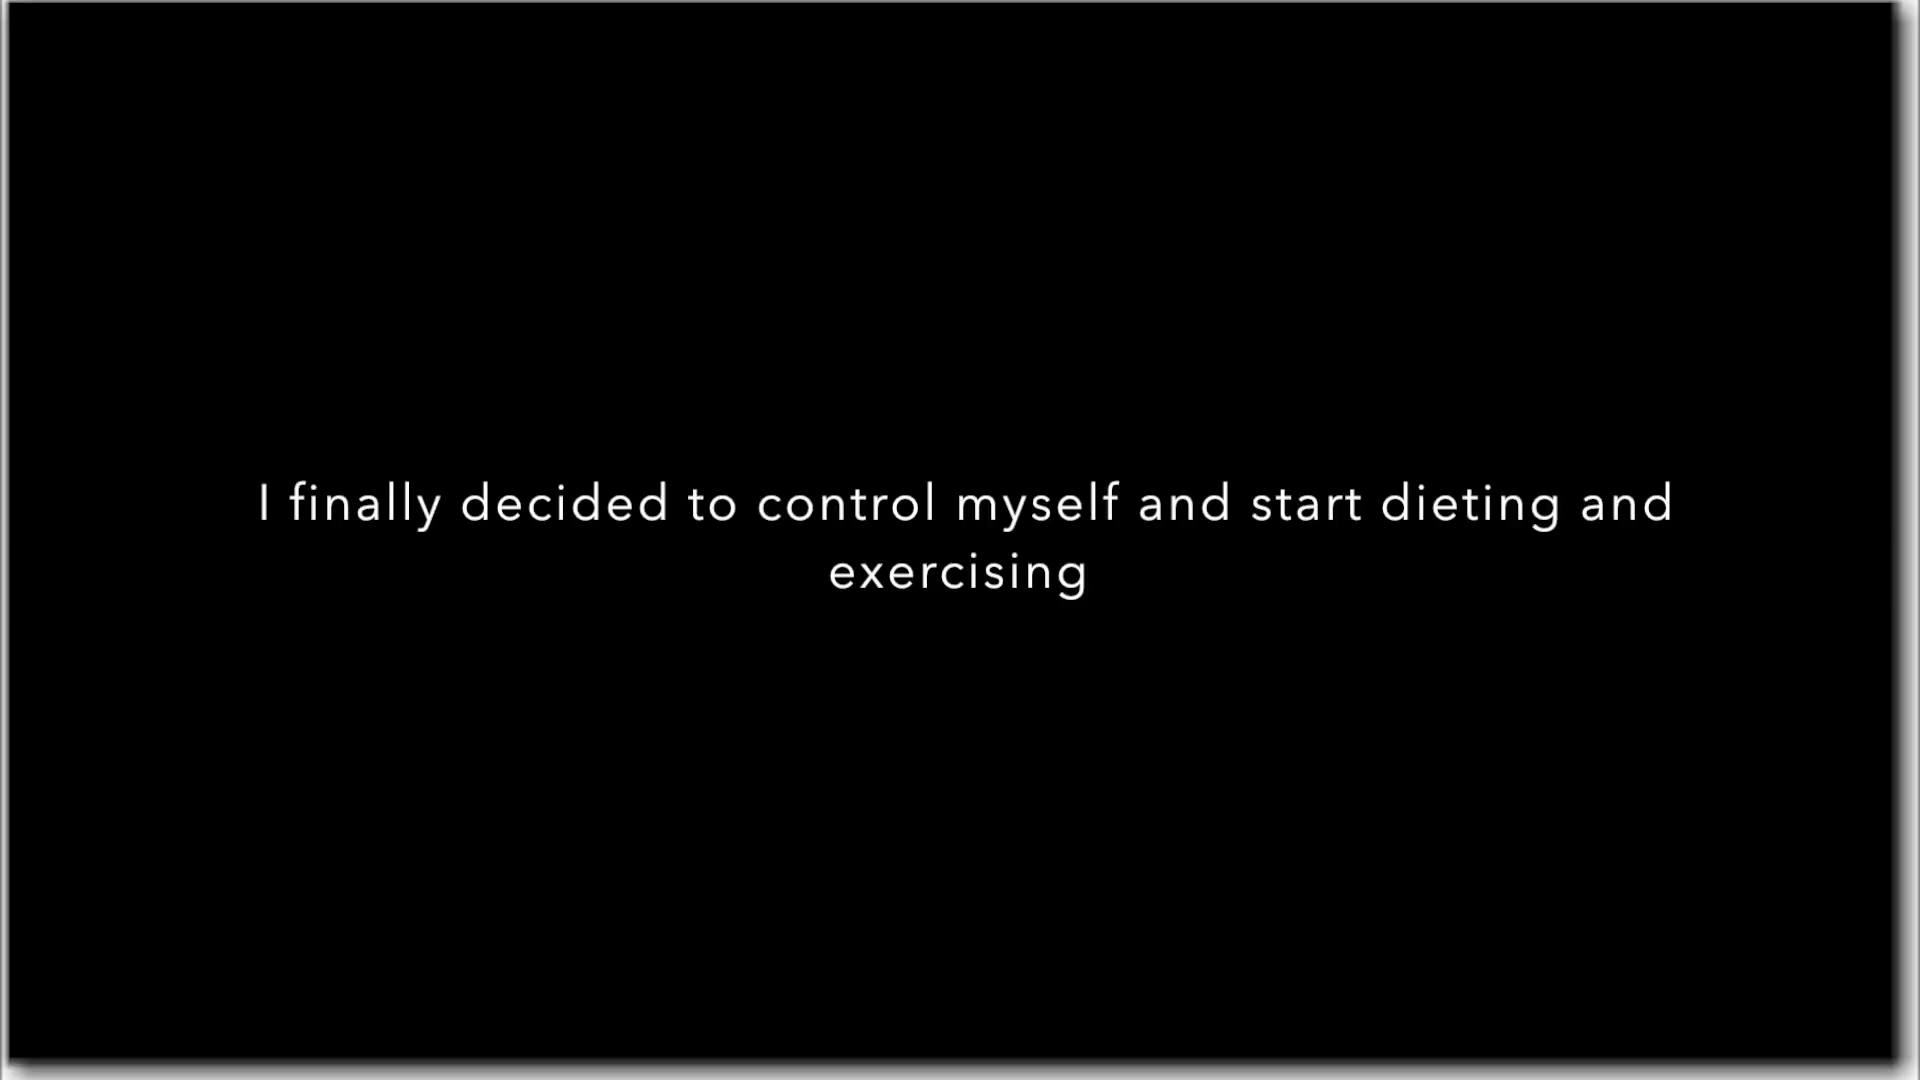 I finally decided to control myself and start dieting and
exercising